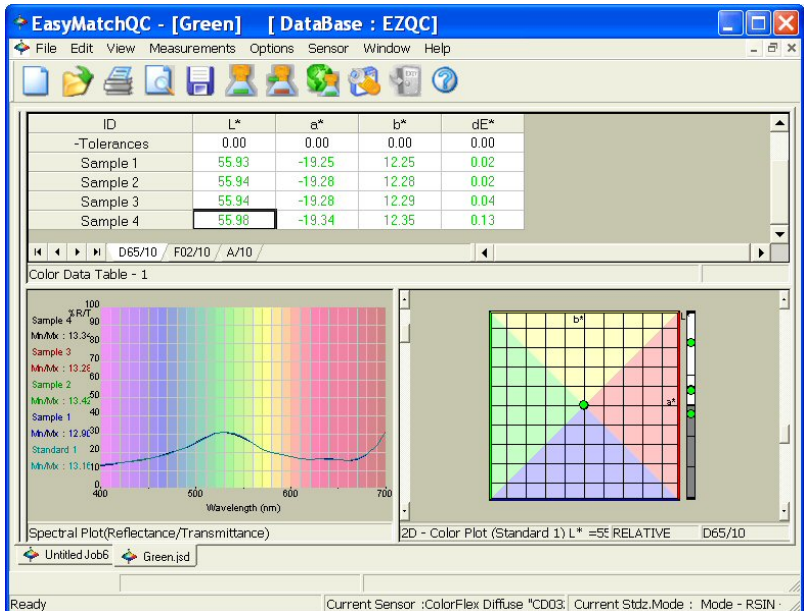 EasyMatchQC - [Green] [ DataBase : EZQC]
File Edit View Measurements Options Sensor Window Help
ID L* a* b* dE*
-Tolerances 0.00 0.00 0.00 0.00
Sample 1 55.93 -19.25 12.25 0.02
Sample 2 55.94 -19.28 12.28 0.02
Sample 3 55.94 -19.28 12.29 0.04
Sample 4 55.98 -19.34 12.35 0.13
D65/10 F02/10 A/10
Color Data Table - 1
100
%R/T
Sample 4 90
Mn/Mx : 13.34 80
Sample 3
70
Mn/Mx : 13.28
60
Sample 2
Mn/Mx : 13.42 50
Sample 1 40
Mn/Mx : 12.90 30
Standard 1 20
Mn/Mx : 13.16 10
0
400 500 600 700
Wavelength (nm)
b* L
a*
Spectral Plot(Reflectance/Transmittance)
2D - Color Plot (Standard 1) L* =55 RELATIVE D65/10
Untitled Job6 Green.jsd
Ready Current Sensor :ColorFlex Diffuse "CD03 Current Stdz.Mode : Mode - RSIN -